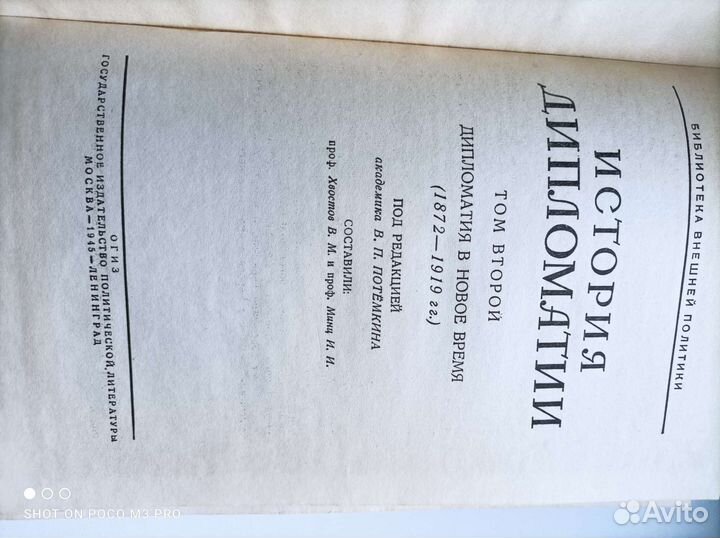 БИБЛИОТЕКА ВНЕШНЕЙ ПОЛИТИКИ
ИСТОРИЯ
ДИПЛОМАТИИ
ТОМ ВТОРОЙ
ДИПЛОМАТИЯ В НОВОЕ ВРЕМЯ
(1872—1919 гг.)
ПОД РЕДАКЦИЕЙ
академика В. П. ПОТЁМКИНА
СОСТАВИЛИ:
проф. Хвостов В. М. и проф. Минц И. И.
ОГИЗ
ГОСУДАРСТВЕННОЕ ИЗДАТЕЛЬСТВО ПОЛИТИЧЕСКОЙ ЛИТЕРАТУРЫ
МОСКВА—1945—ЛЕНИНГРАД
SHOT ON POCO M3 PRO
Avito